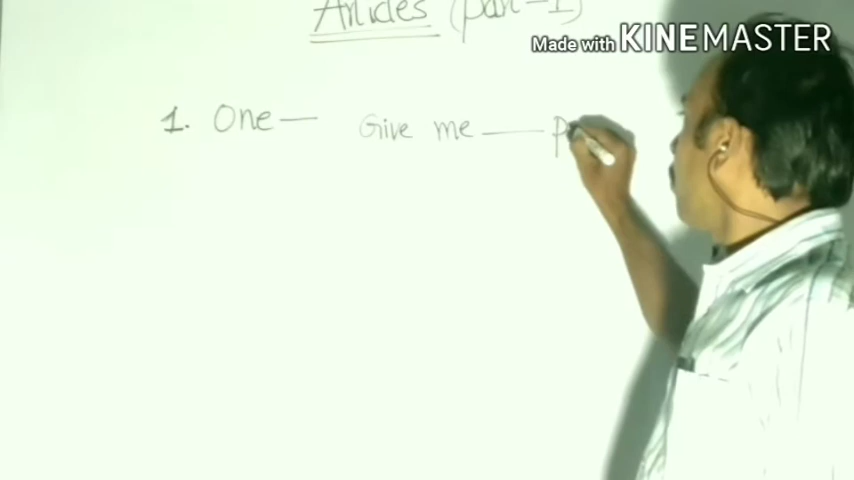 Articles (Part-1)
Made with KINEMASTER
1. One— Give me —— p